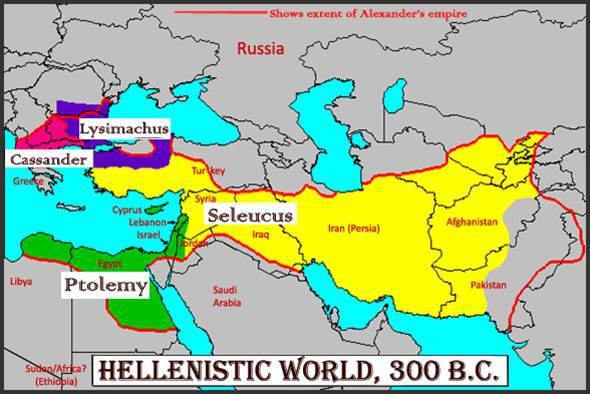 Shows extent of Alexander's empire
Russia
Lysimachus
Cassander
Greece
Turkey
Cyprus
Syria
Lebanon
Israel
Seleucus
Jordan
Iraq
Iran (Persia)
Afghanistan
Egypt
Ptolemy
Libya
Saudi
Arabia
Pakistan
Sudan/Africa?
(Ethiopia)
HELLENISTIC WORLD, 300 B.C.